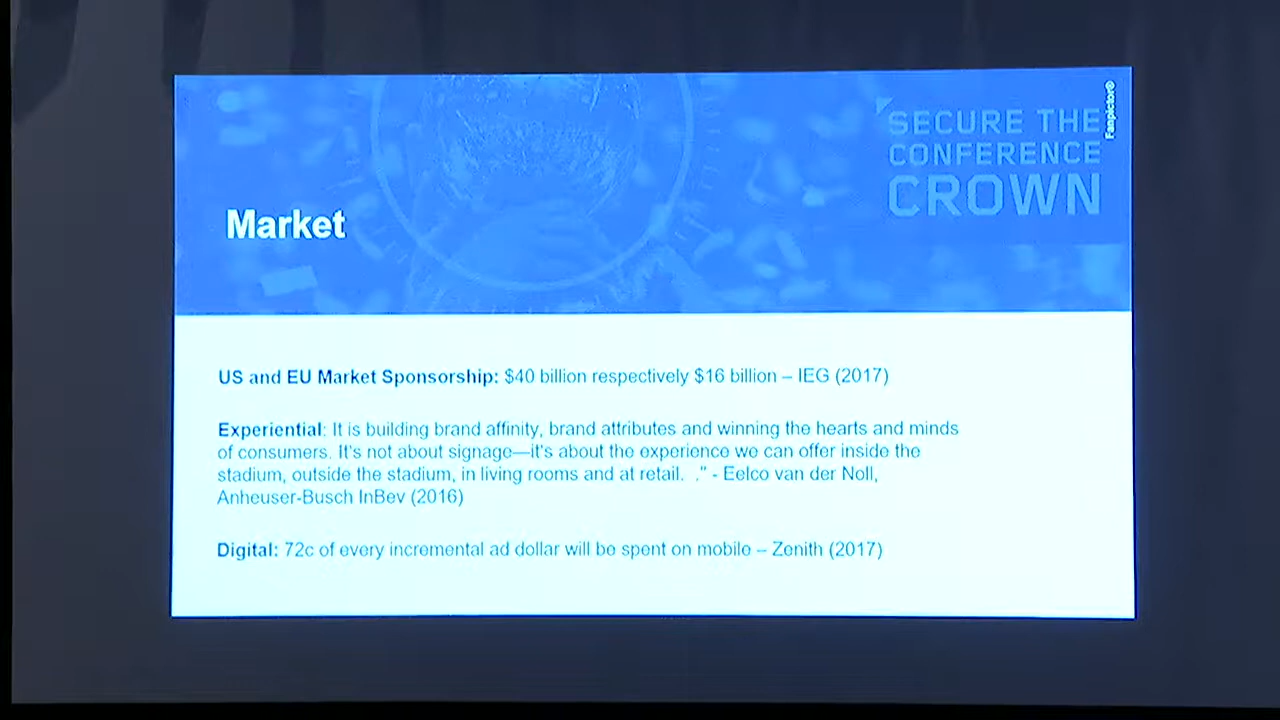 SECURE THE
CONFERENCE
CROWN
Fanpictor®
Market
US and EU Market Sponsorship: $40 billion respectively $16 billion – IEG (2017)
Experiential: It is building brand affinity, brand attributes and winning the hearts and minds
of consumers. It's not about signage—it's about the experience we can offer inside the
stadium, outside the stadium, in living rooms and at retail. ." - Eelco van der Noll,
Anheuser-Busch InBev (2016)
Digital: 72c of every incremental ad dollar will be spent on mobile – Zenith (2017)